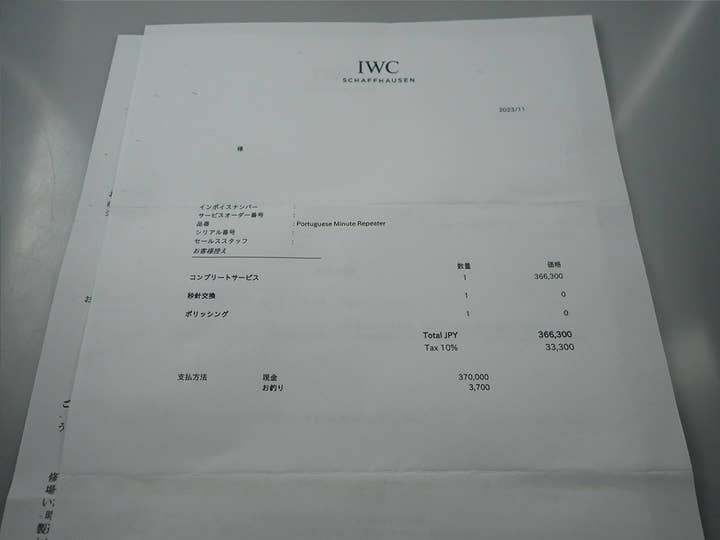 IWC
SCHAFFHAUSEN
2023/11
様
インボイスナンバー :
サービスオーダー番号 :
品番 : Portuguese Minute Repeater
シリアル番号 :
セールススタッフ :
お客様控え
数量 価格
コンプリートサービス 1 366,300
秒針交換 1 0
ポリッシング 1 0
Total JPY 366,300
Tax 10% 33,300
支払方法 現金 370,000
お釣り 3,700
お
う
修
場
い